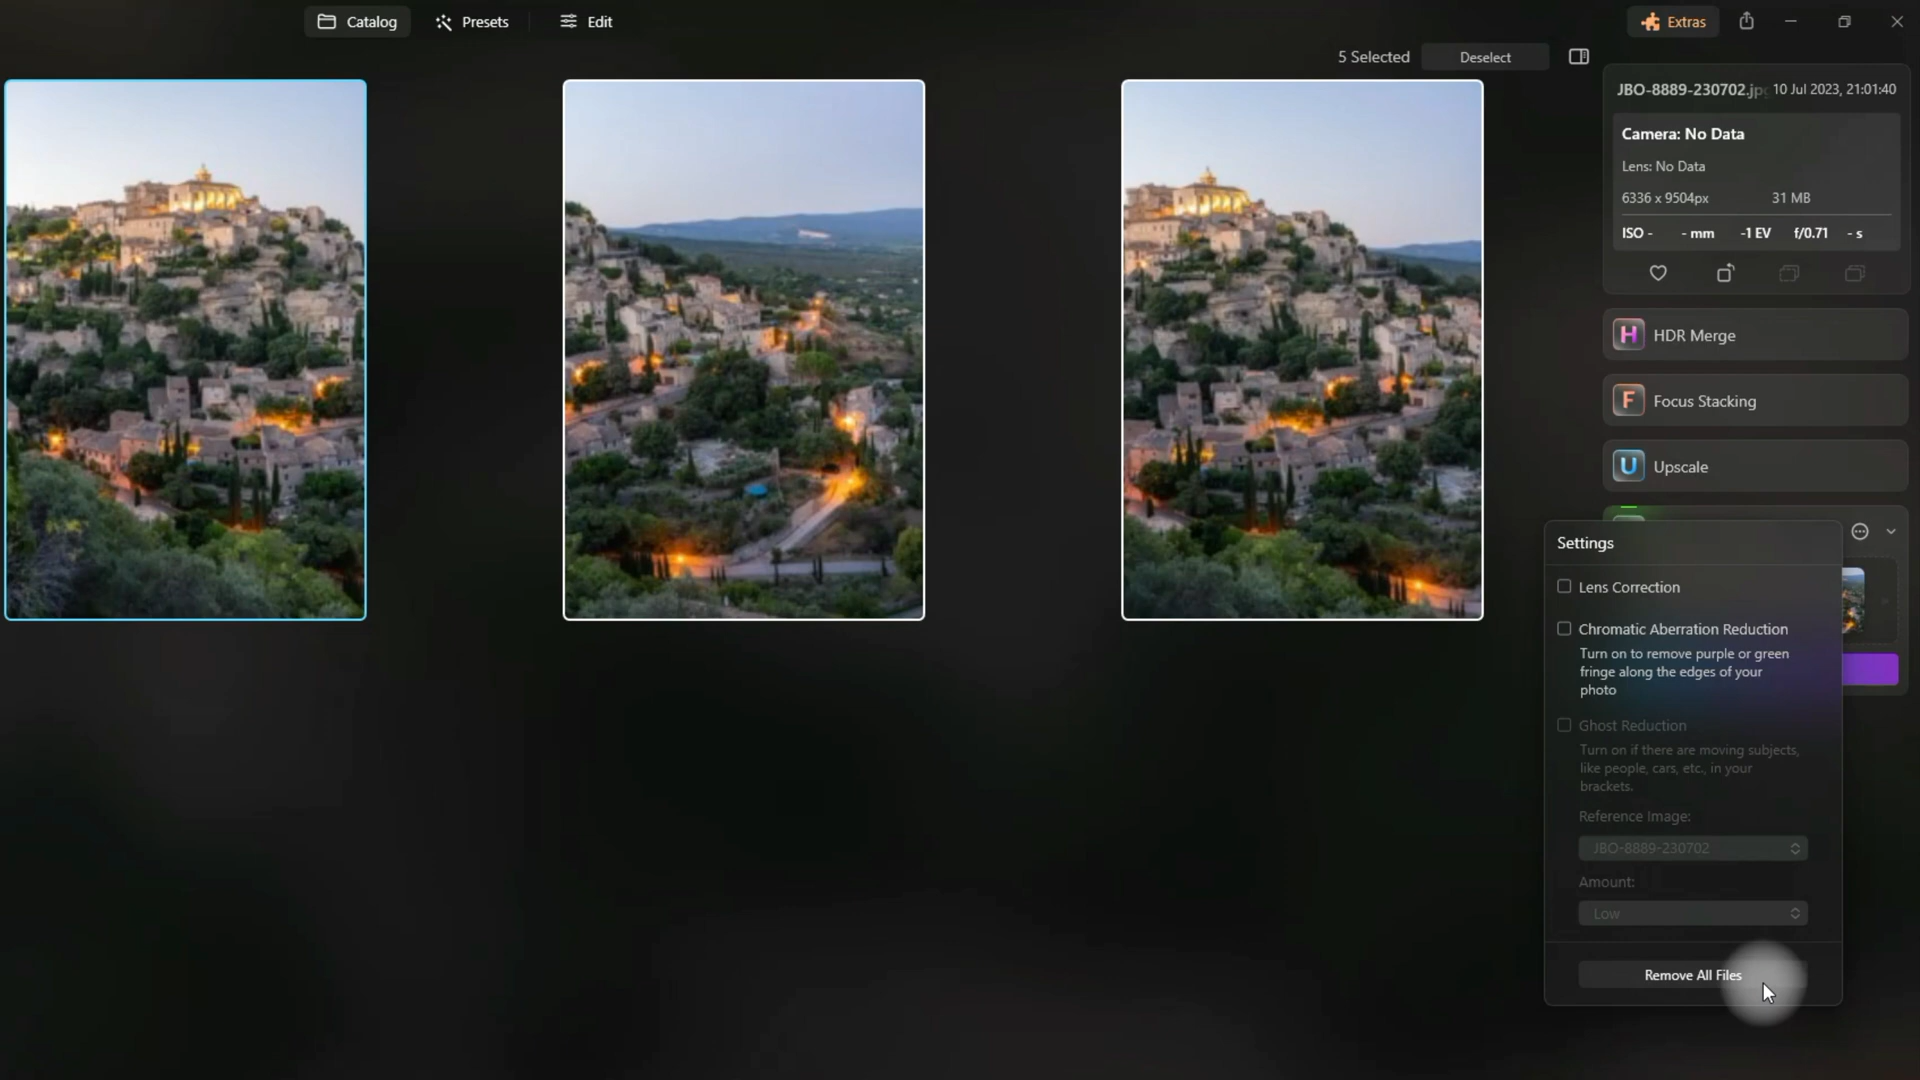 Catalog
Presets
Edit
Extras
5 Selected
Deselect
JBO-8889-230702.jpg
10 Jul 2023, 21:01:40
Camera: No Data
Lens: No Data
6336 x 9504px
31 MB
ISO -
- mm
-1 EV
f/0.71
- s
H
HDR Merge
F
Focus Stacking
U
Upscale
Settings
Lens Correction
Chromatic Aberration Reduction
Turn on to remove purple or green
fringe along the edges of your
photo
Ghost Reduction
Turn on if there are moving subjects,
like people, cars, etc., in your
brackets.
Reference Image:
JBO-8889-230702
Amount:
Low
Remove All Files